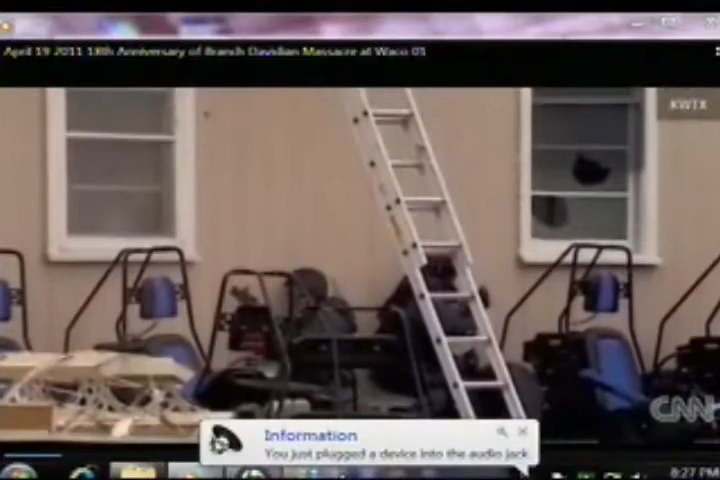 April 19 2011 18th Anniversary of Branch Davidian Massacre at Waco 01
KWTX
CNN
Information
You just plugged a device into the audio jack
8:27 PM